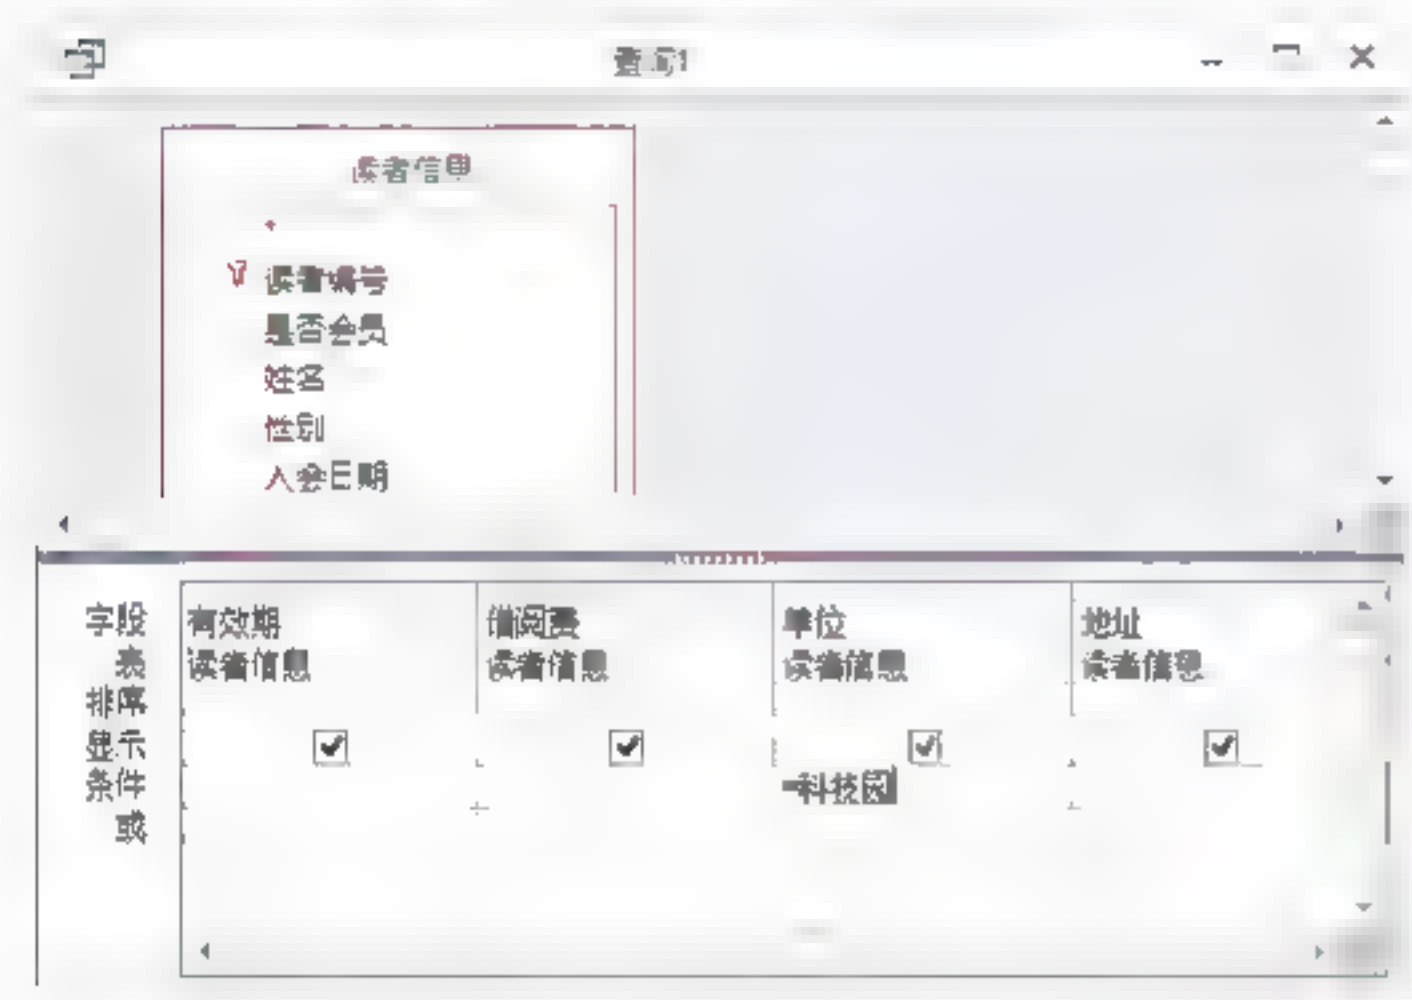 查询1
读者信息
*
读者编号
是否会员
姓名
性别
入会日期
字段 有效期 借阅费 单位 地址
表 读者信息 读者信息 读者信息 读者信息
排序
显示
条件 科技园
或